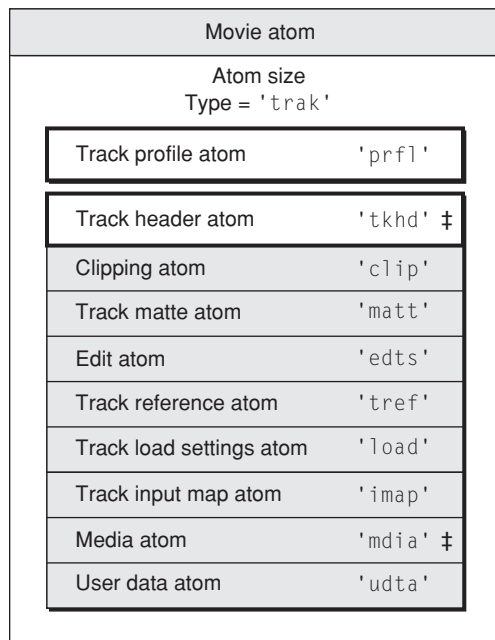 Movie atom
Atom size
Type = 'trak'
Track profile atom 'prfl'
Track header atom 'tkhd' ‡
Clipping atom 'clip'
Track matte atom 'matt'
Edit atom 'edts'
Track reference atom 'tref'
Track load settings atom 'load'
Track input map atom 'imap'
Media atom 'mdia' ‡
User data atom 'udta'